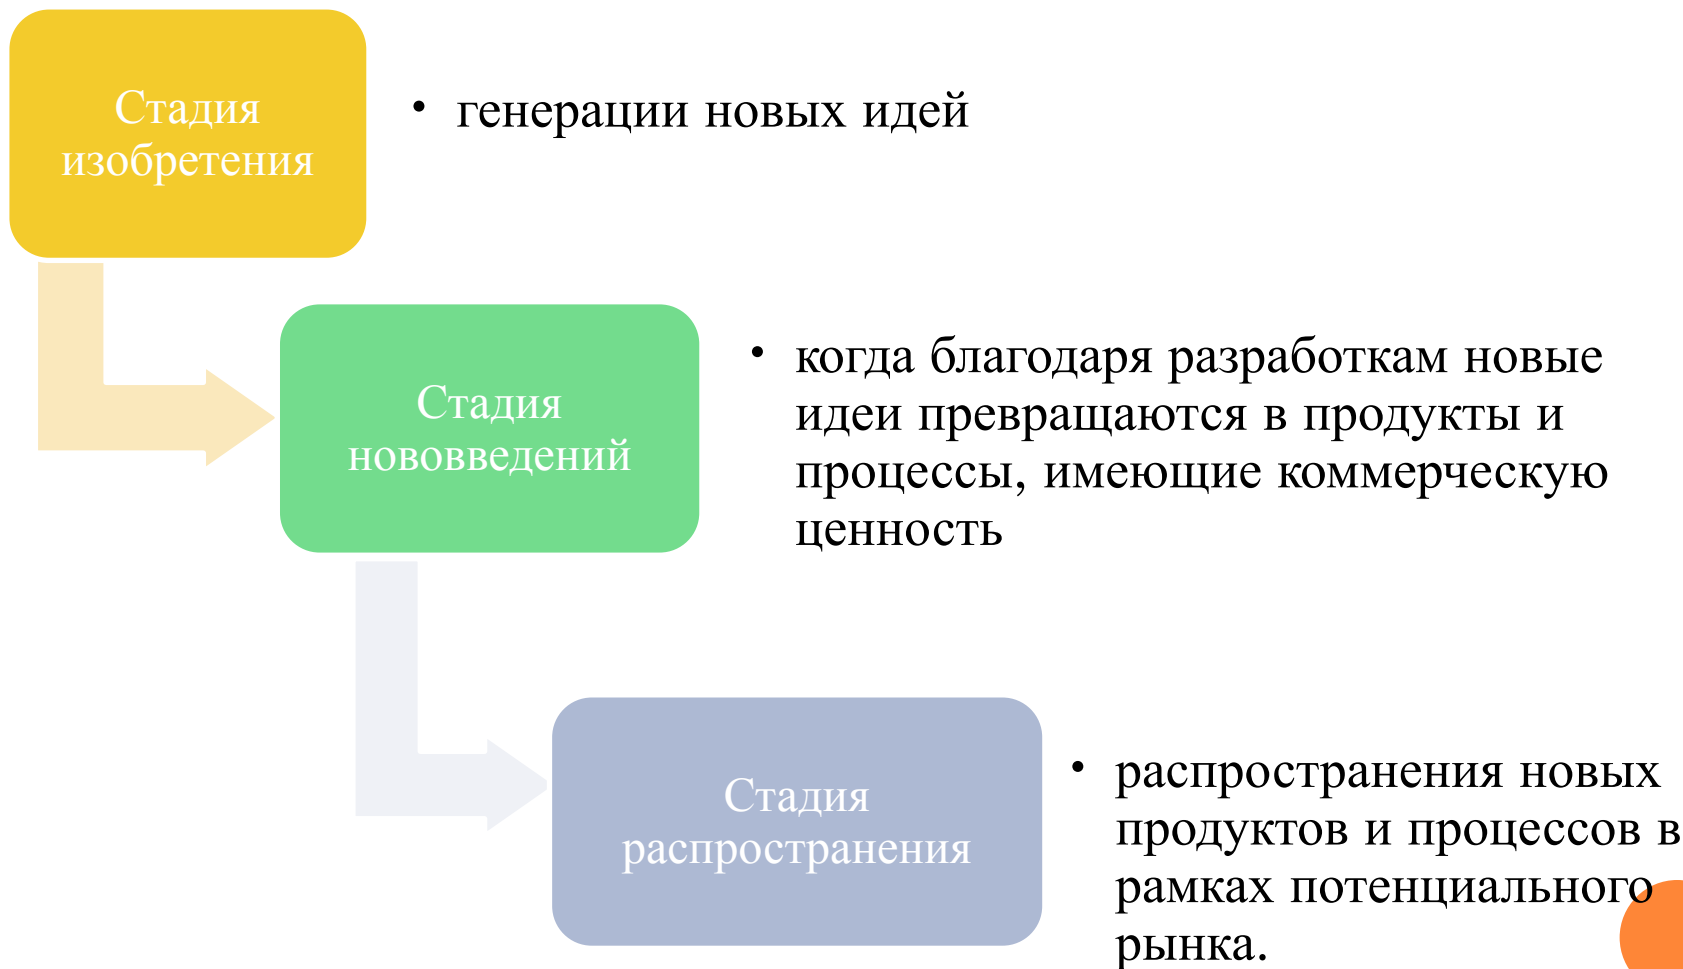 Стадия
изобретения
• генерации новых идей
Стадия
нововведений
• когда благодаря разработкам новые
идеи превращаются в продукты и
процессы, имеющие коммерческую
ценность
Стадия
распространения
• распространения новых
продуктов и процессов в
рамках потенциального
рынка.